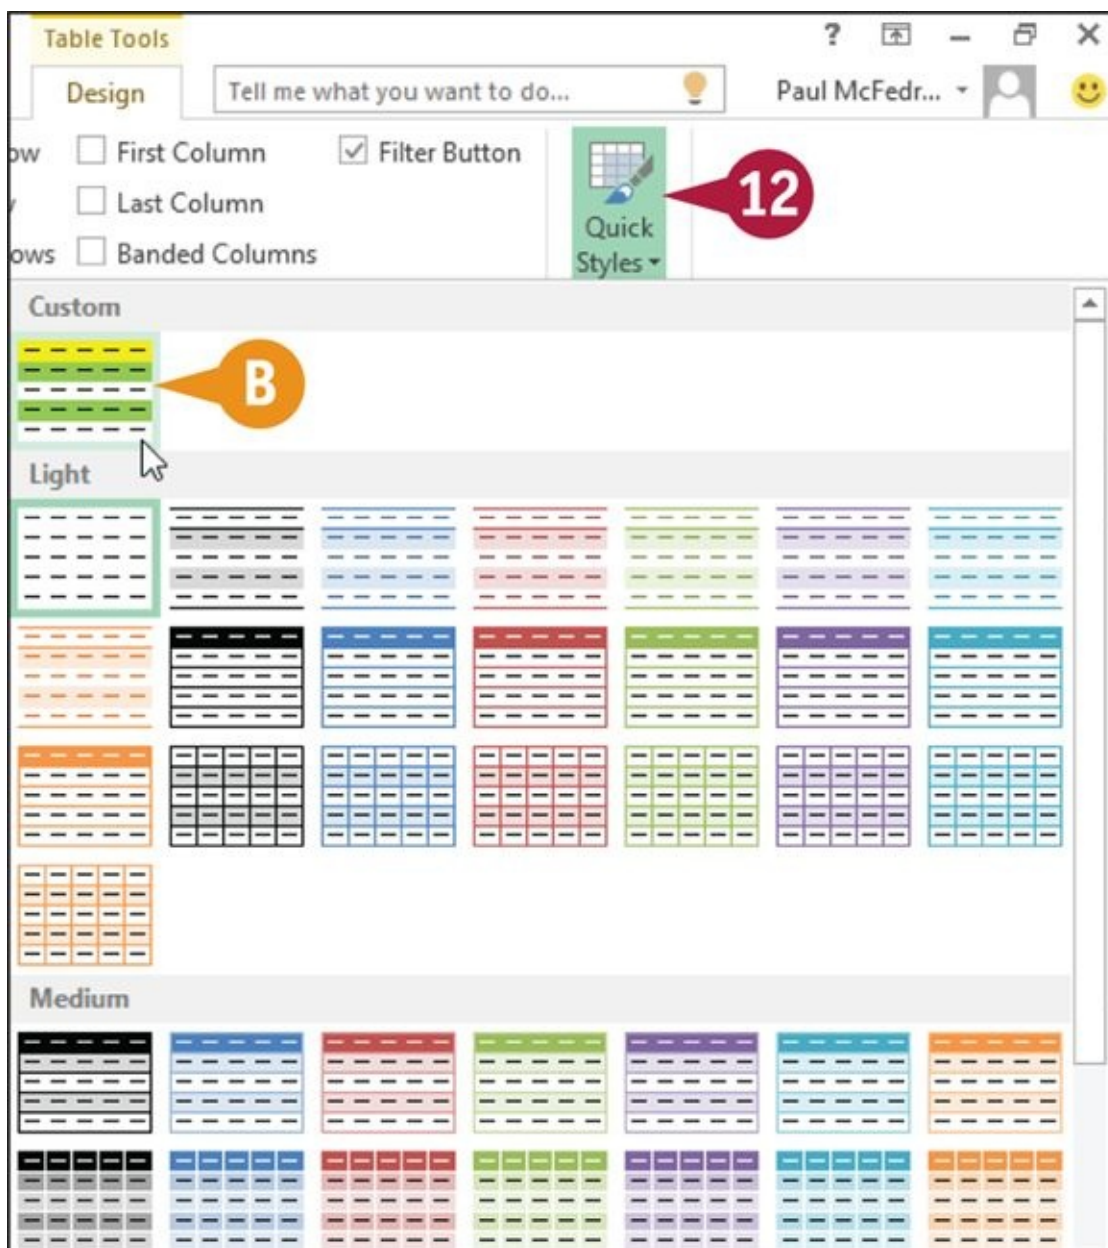 Table Tools
?
Design
Tell me what you want to do...
Paul McFedr...
ow
First Column
Filter Button
Last Column
ows
Banded Columns
Quick
Styles
12
Custom
B
Light
Medium